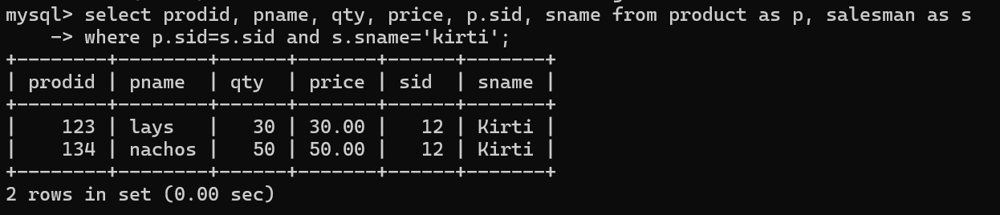 mysql> select prodid, pname, qty, price, p.sid, sname from product as p, salesman as s
    -> where p.sid=s.sid and s.sname='kirti';
+--------+--------+------+-------+------+-------+
| prodid | pname  | qty  | price | sid  | sname |
+--------+--------+------+-------+------+-------+
|    123 | lays   |   30 | 30.00 |   12 | Kirti |
|    134 | nachos |   50 | 50.00 |   12 | Kirti |
+--------+--------+------+-------+------+-------+
2 rows in set (0.00 sec)